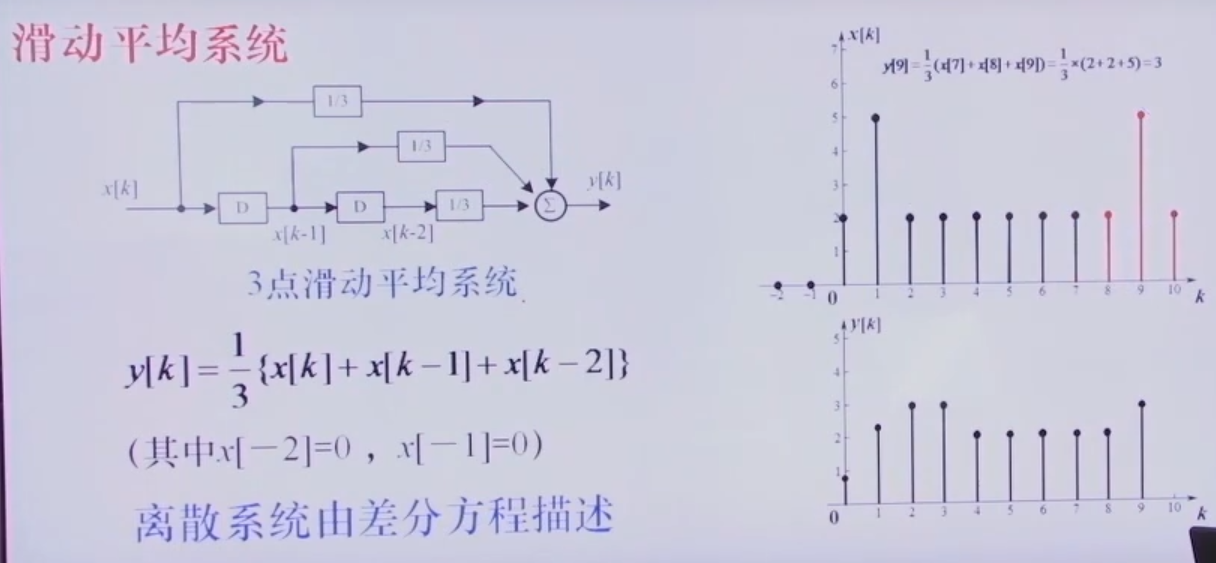 滑动平均系统
1/3
1/3
x[k] D D 1/3 Σ y[k]
x[k-1] x[k-2]
3点滑动平均系统
y[k]=\frac{1}{3}{x[k]+x[k-1]+x[k-2]}
(其中x[-2]=0，x[-1]=0)
离散系统由差分方程描述
x[k]
y[9]=\frac{1}{3}(x[7]+x[8]+x[9])=\frac{1}{3}×(2+2+5)=3
7
6
5
4
3
2
1
-2 -1 0 1 2 3 4 5 6 7 8 9 10 k
y[k]
5
4
3
2
1
0 1 2 3 4 5 6 7 8 9 10 k